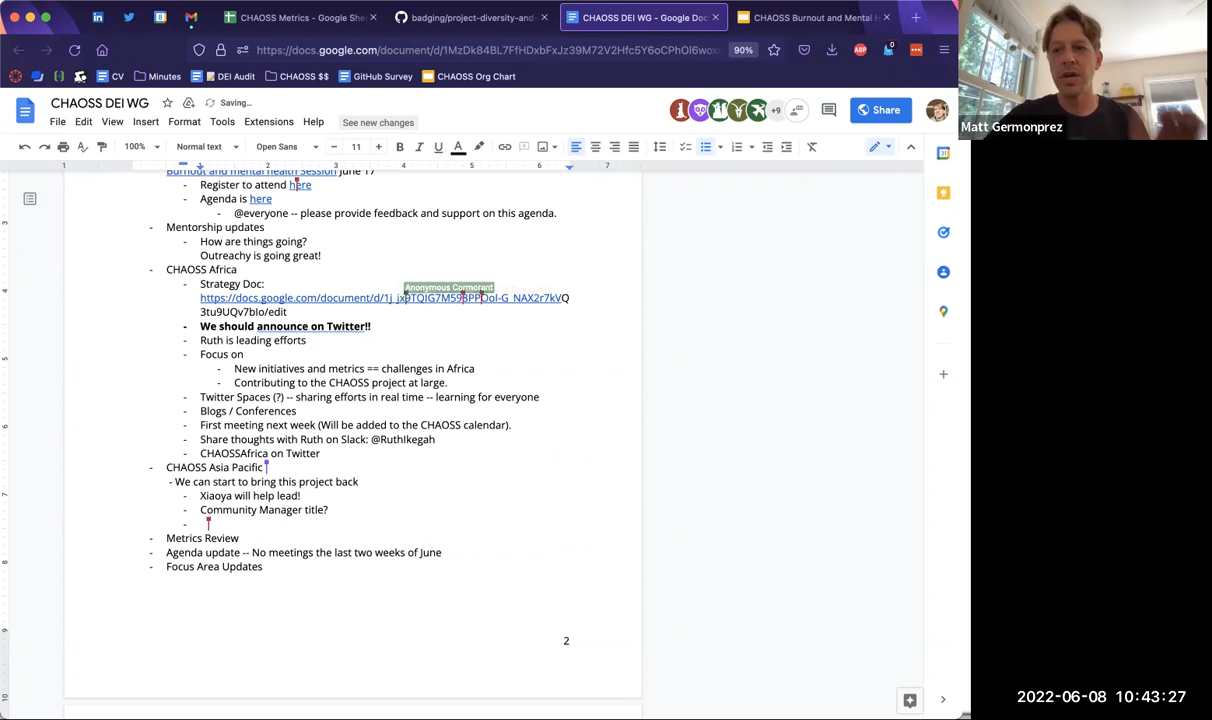 CHAOSS Metrics - Google Shee
badging/project-diversity-and-
CHAOSS DEI WG - Google Doc
CHAOSS Burnout and Mental H
https://docs.google.com/document/d/1MzDk84BL7FfHDxbFxJz39M72V2Hfc5Y6oCPhOl6woxc
90%
CV
Minutes
DEI Audit
CHAOSS $$
GitHub Survey
CHAOSS Org Chart
CHAOSS DEI WG
Saving...
File Edit View Insert Format Tools Extensions Help
See new changes
+9
Share
100%
Normal text
Open Sans
11
Matt Germonprez
Burnout and mental health Session June 17
- Register to attend here
- Agenda is here
- @everyone -- please provide feedback and support on this agenda.
- Mentorship updates
- How are things going?
Outreachy is going great!
- CHAOSS Africa
- Strategy Doc:
Anonymous Cormorant
3tu9UQv7bIo/edit
- We should announce on Twitter!!
- Ruth is leading efforts
- Focus on
- New initiatives and metrics == challenges in Africa
- Contributing to the CHAOSS project at large.
- Twitter Spaces (?) -- sharing efforts in real time -- learning for everyone
- Blogs / Conferences
- First meeting next week (Will be added to the CHAOSS calendar).
- Share thoughts with Ruth on Slack: @RuthIkegah
- CHAOSSAfrica on Twitter
- CHAOSS Asia Pacific
- We can start to bring this project back
- Xiaoya will help lead!
- Community Manager title?
-
- Metrics Review
- Agenda update -- No meetings the last two weeks of June
- Focus Area Updates
2
2022-06-08 10:43:27